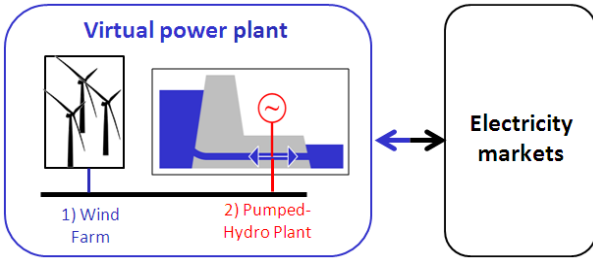 Virtual power plant
~
1) Wind
Farm
2) Pumped-
Hydro Plant
Electricity
markets